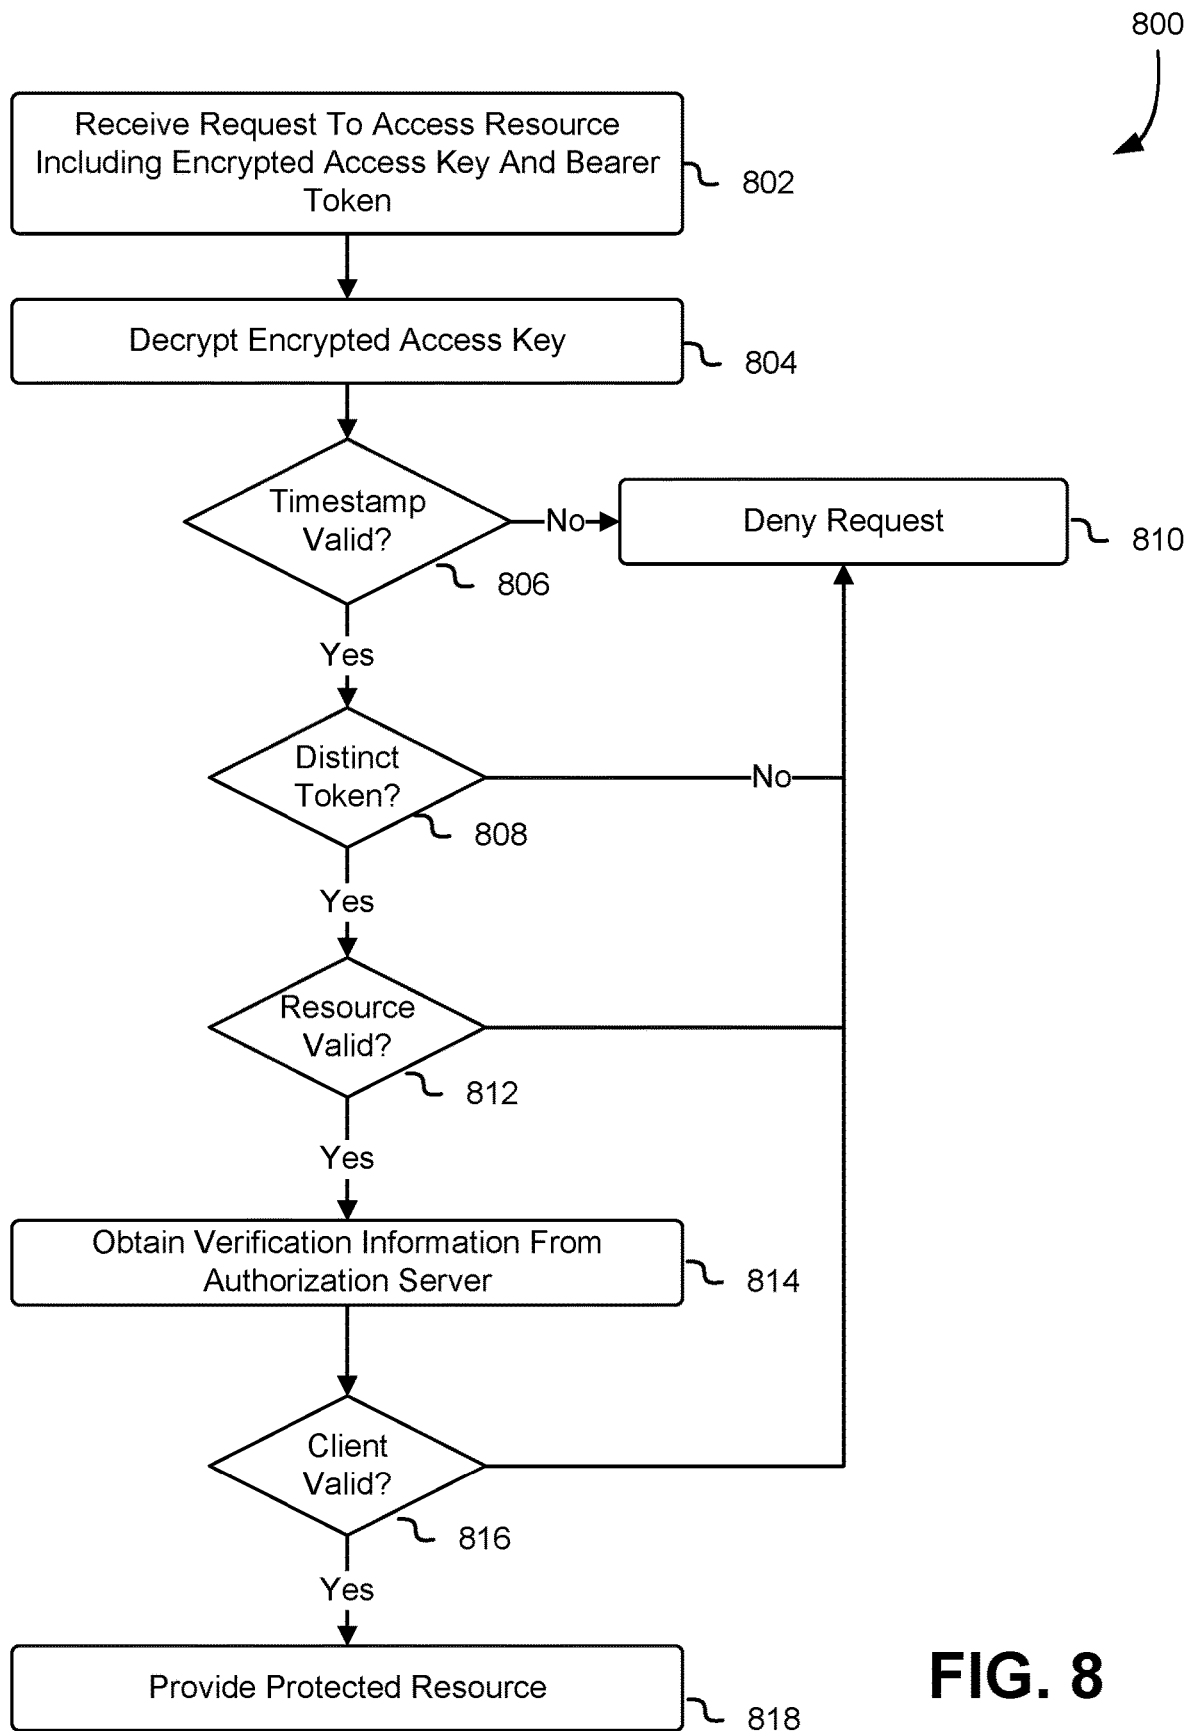 800
Receive Request To Access Resource
Including Encrypted Access Key And Bearer
Token
802
Decrypt Encrypted Access Key
804
Timestamp
Valid?
806
No
Deny Request
810
Yes
Distinct
Token?
808
No
Yes
Resource
Valid?
812
Yes
Obtain Verification Information From
Authorization Server
814
Client
Valid?
816
Yes
Provide Protected Resource
818
FIG. 8